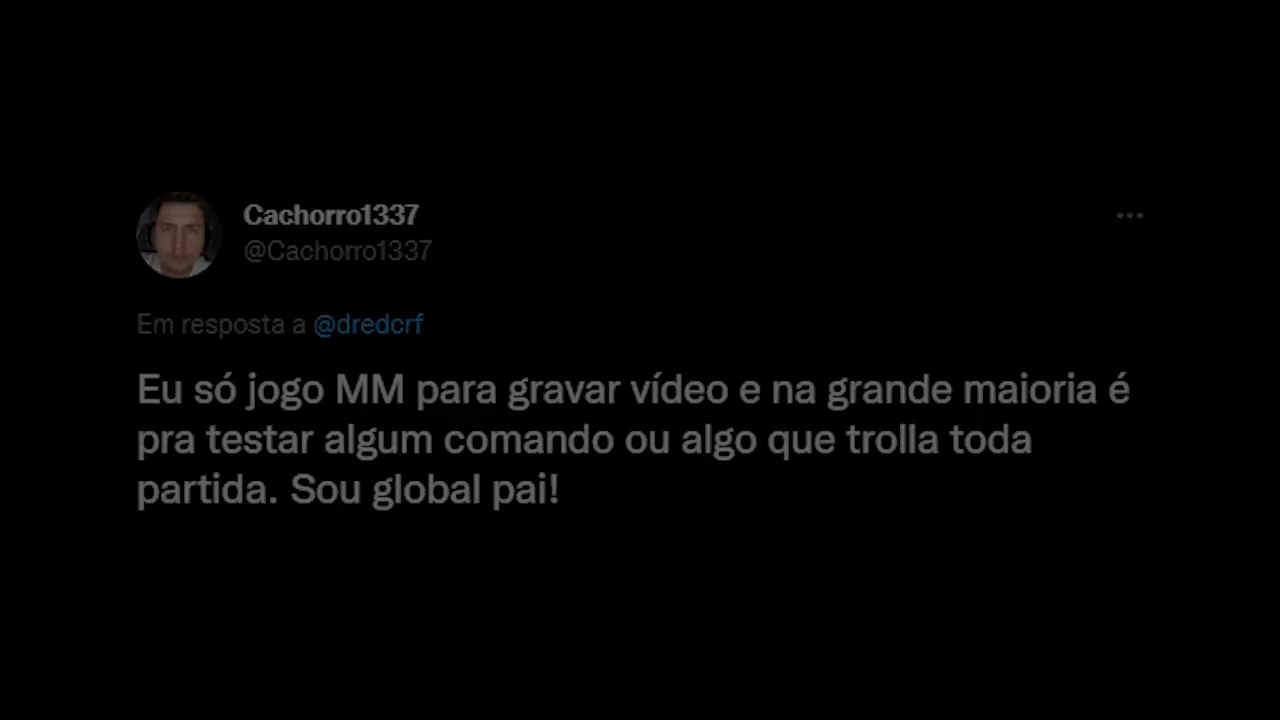 Cachorro1337
@Cachorro1337
Em resposta a @dredcrf
Eu só jogo MM para gravar vídeo e na grande maioria é
pra testar algum comando ou algo que trolla toda
partida. Sou global pai!